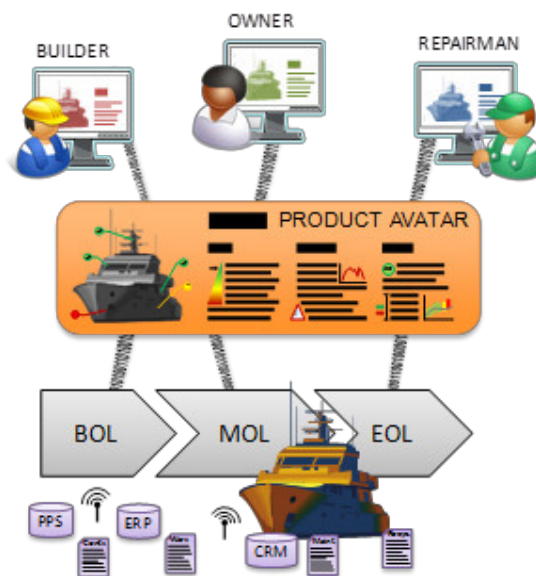 OWNER
BUILDER
REPAIRMAN
PRODUCT AVATAR
BOL
MOL
EOL
PPS
ERP
CRM